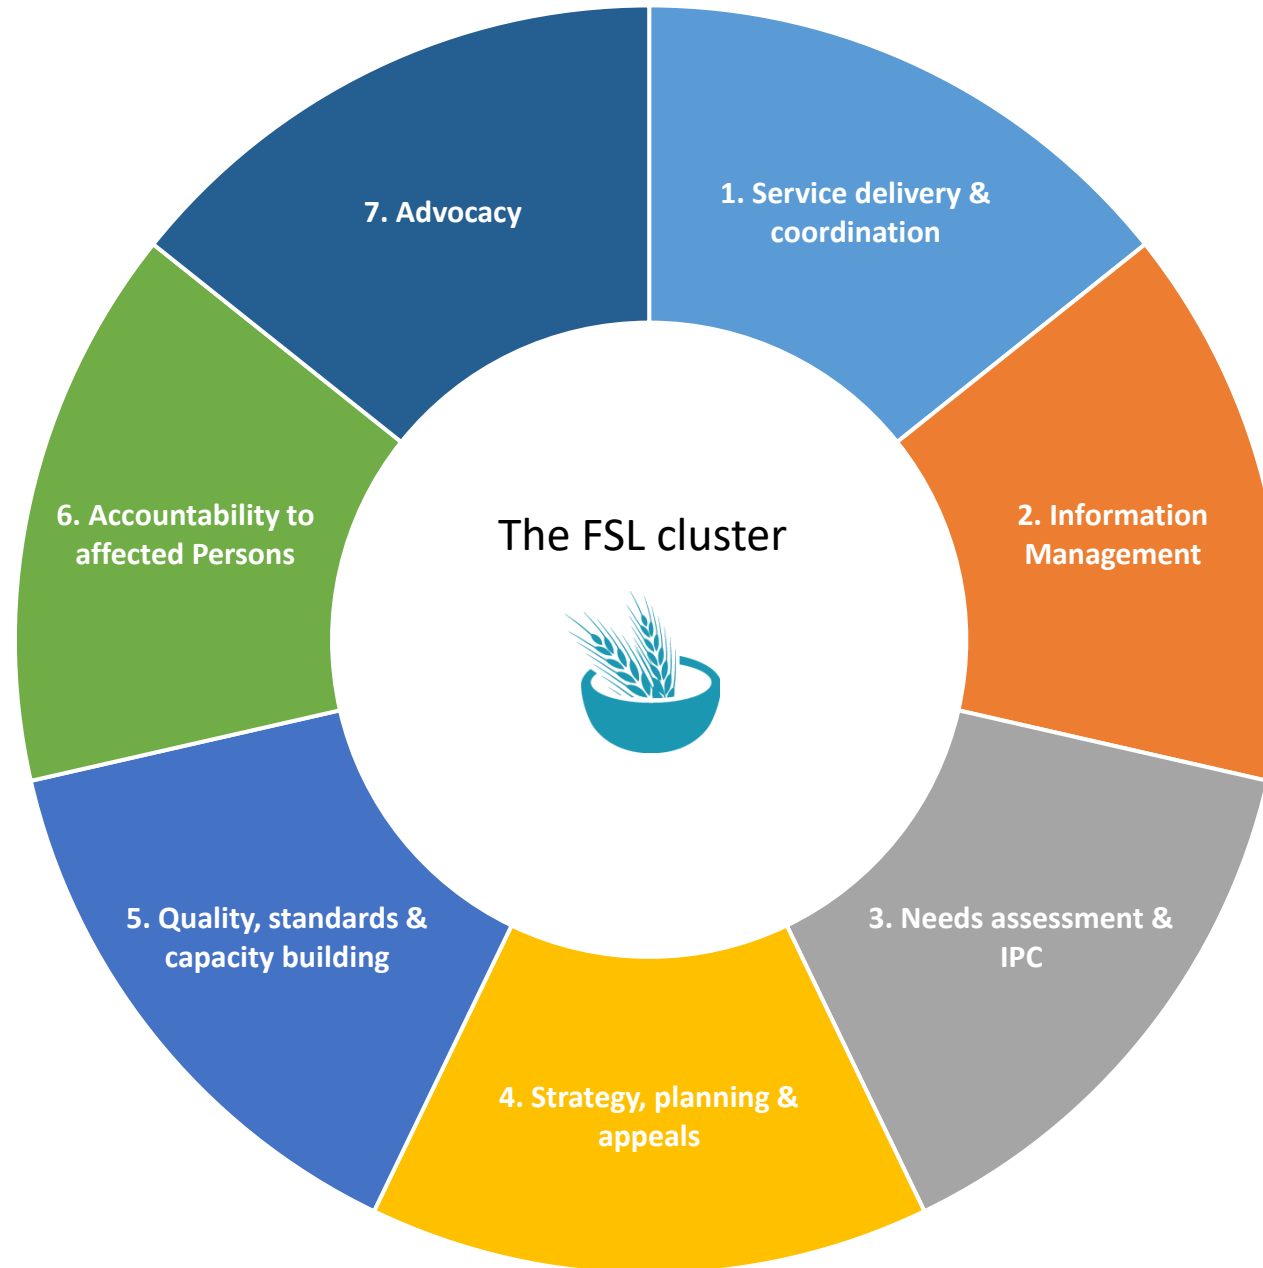 The FSL cluster
1. Service delivery &
coordination
2. Information
Management
3. Needs assessment &
IPC
4. Strategy, planning &
appeals
5. Quality, standards &
capacity building
6. Accountability to
affected Persons
7. Advocacy